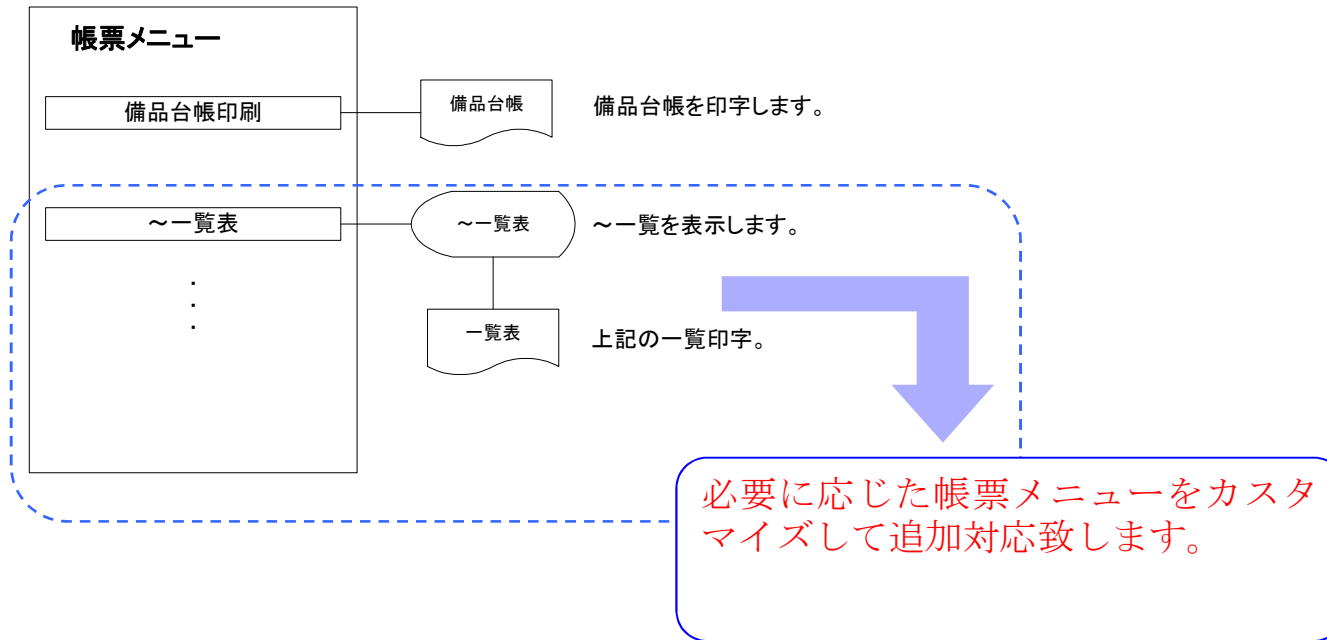 帳票メニュー
備品台帳印刷
備品台帳
備品台帳を印字します。
～一覧表
～一覧表
～一覧を表示します。
・
・
・
一覧表
上記の一覧印字。
必要に応じた帳票メニューをカスタ
マイズして追加対応致します。